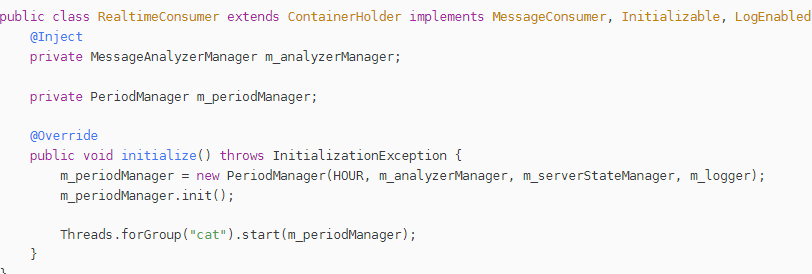 public class RealtimeConsumer extends ContainerHolder implements MessageConsumer, Initializable, LogEnabled
    @Inject
    private MessageAnalyzerManager m_analyzerManager;

    private PeriodManager m_periodManager;

    @Override
    public void initialize() throws InitializationException {
        m_periodManager = new PeriodManager(HOUR, m_analyzerManager, m_serverStateManager, m_logger);
        m_periodManager.init();

        Threads.forGroup("cat").start(m_periodManager);
    }
}